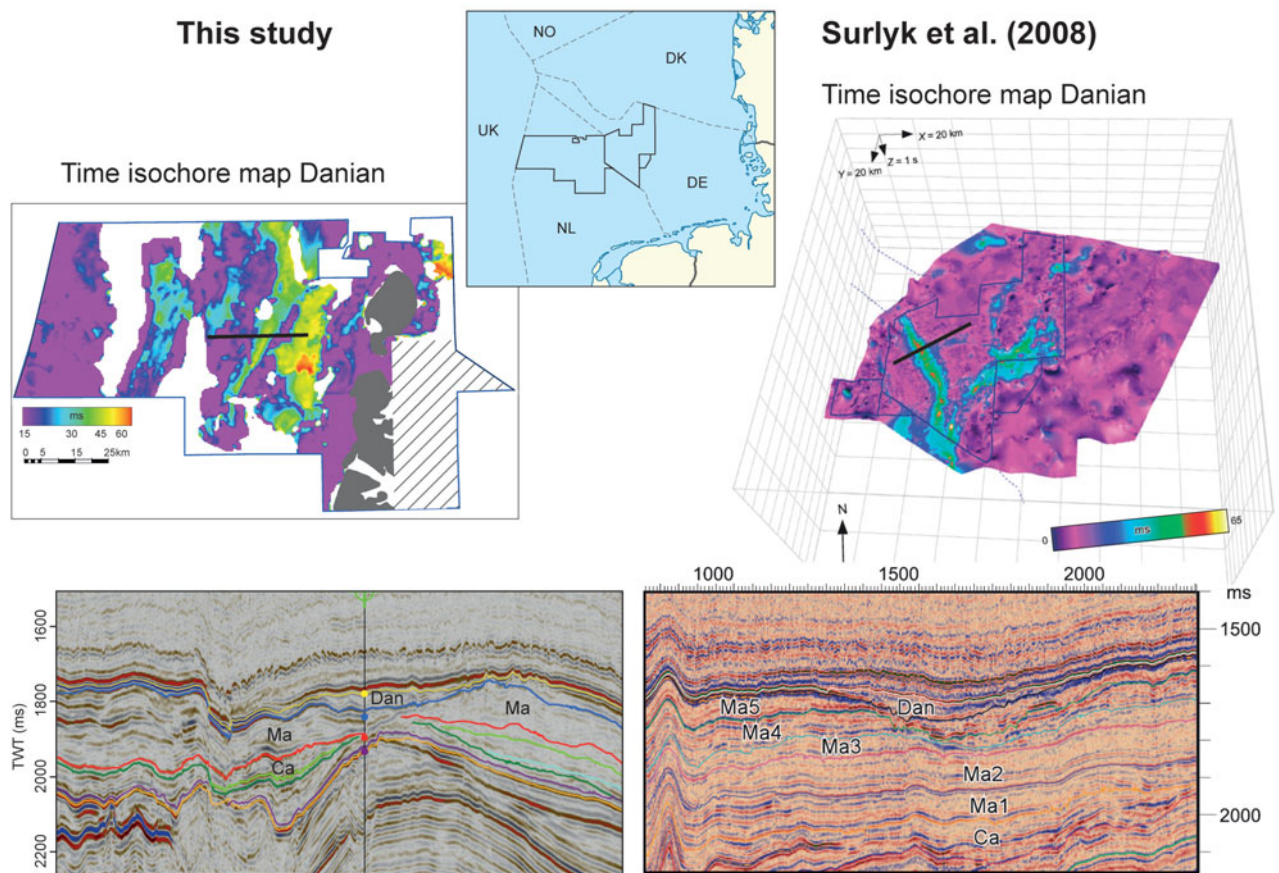 This study
Surlyk et al. (2008)
NO
DK
UK
DE
NL
Time isochore map Danian
ms
15 30 45 60
0 5 15 25km
Time isochore map Danian
X = 20 km
Z = 1 s
Y = 20 km
N
0 ms 65
1600
1800
2000
2200
TWT (ms)
Dan
Ma
Ma
Ca
1000 1500 2000
ms
1500
2000
Ma5
Dan
Ma4
Ma3
Ma2
Ma1
Ca